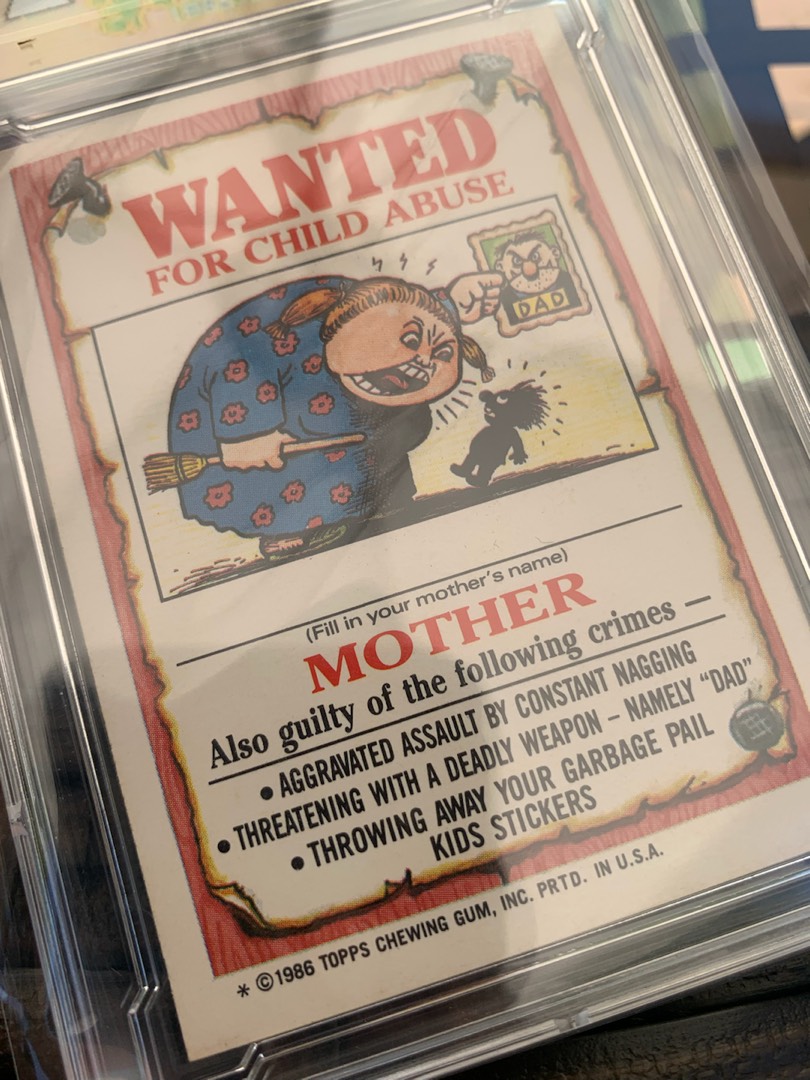 WANTED
FOR CHILD ABUSE
DAD
(Fill in your mother's name)
MOTHER
Also guilty of the following crimes —
• AGGRAVATED ASSAULT BY CONSTANT NAGGING
• THREATENING WITH A DEADLY WEAPON – NAMELY "DAD"
• THROWING AWAY YOUR GARBAGE PAIL
KIDS STICKERS
* ©1986 TOPPS CHEWING GUM, INC. PRTD. IN U.S.A.